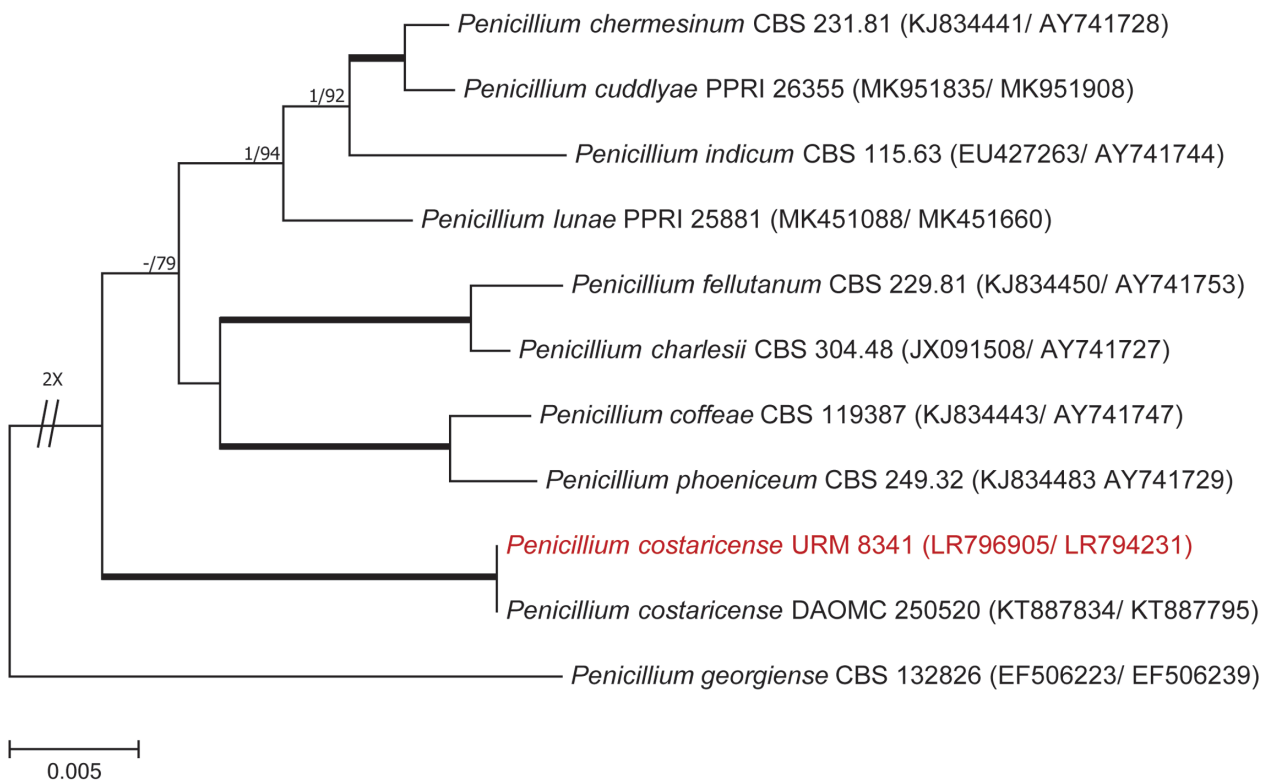 Penicillium chermesinum CBS 231.81 (KJ834441/ AY741728)
Penicillium cuddlyae PPRI 26355 (MK951835/ MK951908)
1/92
Penicillium indicum CBS 115.63 (EU427263/ AY741744)
1/94
Penicillium lunae PPRI 25881 (MK451088/ MK451660)
-/79
Penicillium fellutanum CBS 229.81 (KJ834450/ AY741753)
Penicillium charlesii CBS 304.48 (JX091508/ AY741727)
2X
Penicillium coffeae CBS 119387 (KJ834443/ AY741747)
Penicillium phoeniceum CBS 249.32 (KJ834483 AY741729)
Penicillium costaricense URM 8341 (LR796905/ LR794231)
Penicillium costaricense DAOMC 250520 (KT887834/ KT887795)
Penicillium georgiense CBS 132826 (EF506223/ EF506239)
0.005